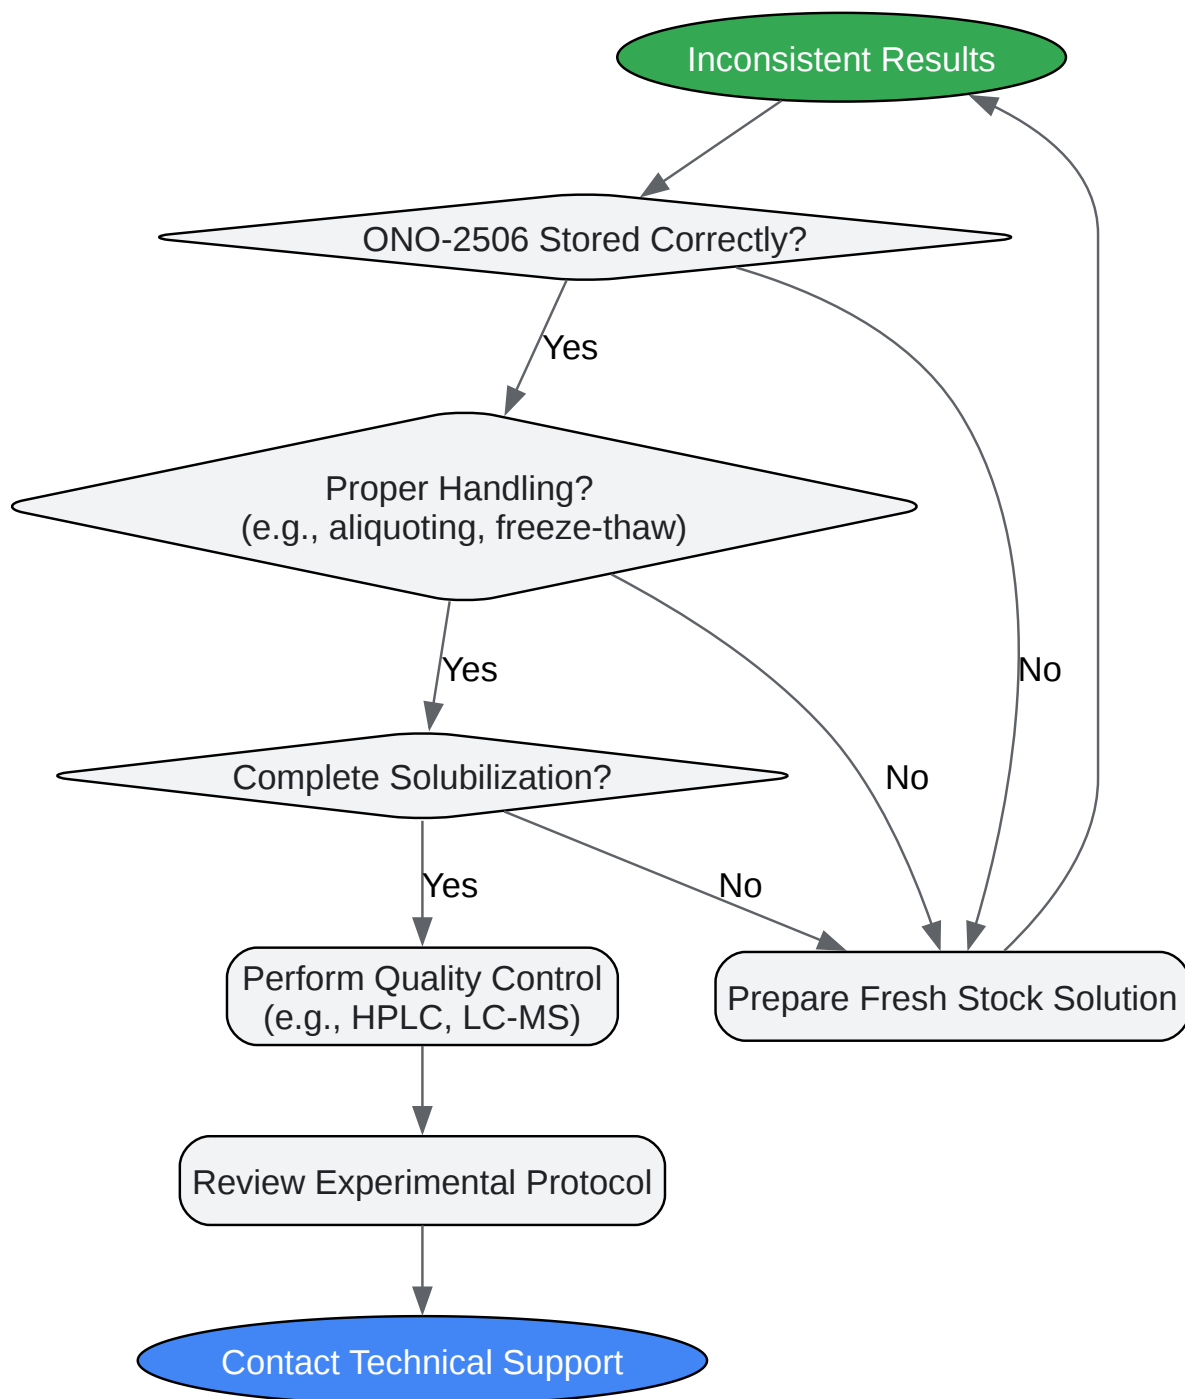 Inconsistent Results
ONO-2506 Stored Correctly?
Yes
Proper Handling?
(e.g., aliquoting, freeze-thaw)
Yes
No
Complete Solubilization?
No
Yes
No
Perform Quality Control
(e.g., HPLC, LC-MS)
Prepare Fresh Stock Solution
Review Experimental Protocol
Contact Technical Support